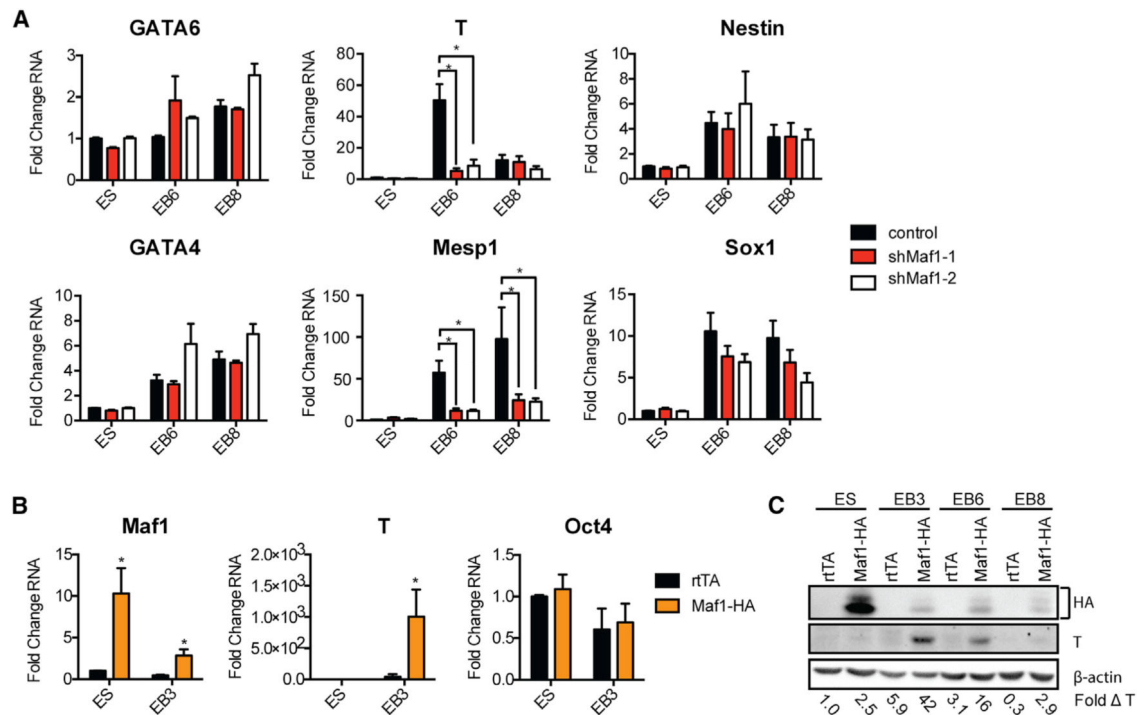 A
GATA6
Fold Change RNA
3
2
1
0
ES
EB6
EB8
T
Fold Change RNA
80
60
40
20
0
*
*
ES
EB6
EB8
Nestin
Fold Change RNA
10
8
6
4
2
0
ES
EB6
EB8
GATA4
Fold Change RNA
10
8
6
4
2
0
ES
EB6
EB8
Mesp1
Fold Change RNA
150
100
50
0
*
*
*
*
ES
EB6
EB8
Sox1
Fold Change RNA
15
10
5
0
ES
EB6
EB8
control
shMaf1-1
shMaf1-2
B
Maf1
Fold Change RNA
15
10
5
0
*
*
ES
EB3
T
Fold Change RNA
2.0×10³
1.5×10³
1.0×10³
5.0×10²
0.0
*
ES
EB3
Oct4
Fold Change RNA
1.5
1.0
0.5
0.0
ES
EB3
rtTA
Maf1-HA
C
ES EB3 EB6 EB8
rtTA Maf1-HA rtTA Maf1-HA rtTA Maf1-HA rtTA Maf1-HA
HA
T
β-actin
1.0 2.5 5.9 42 3.1 16 0.3 2.9 Fold Δ T